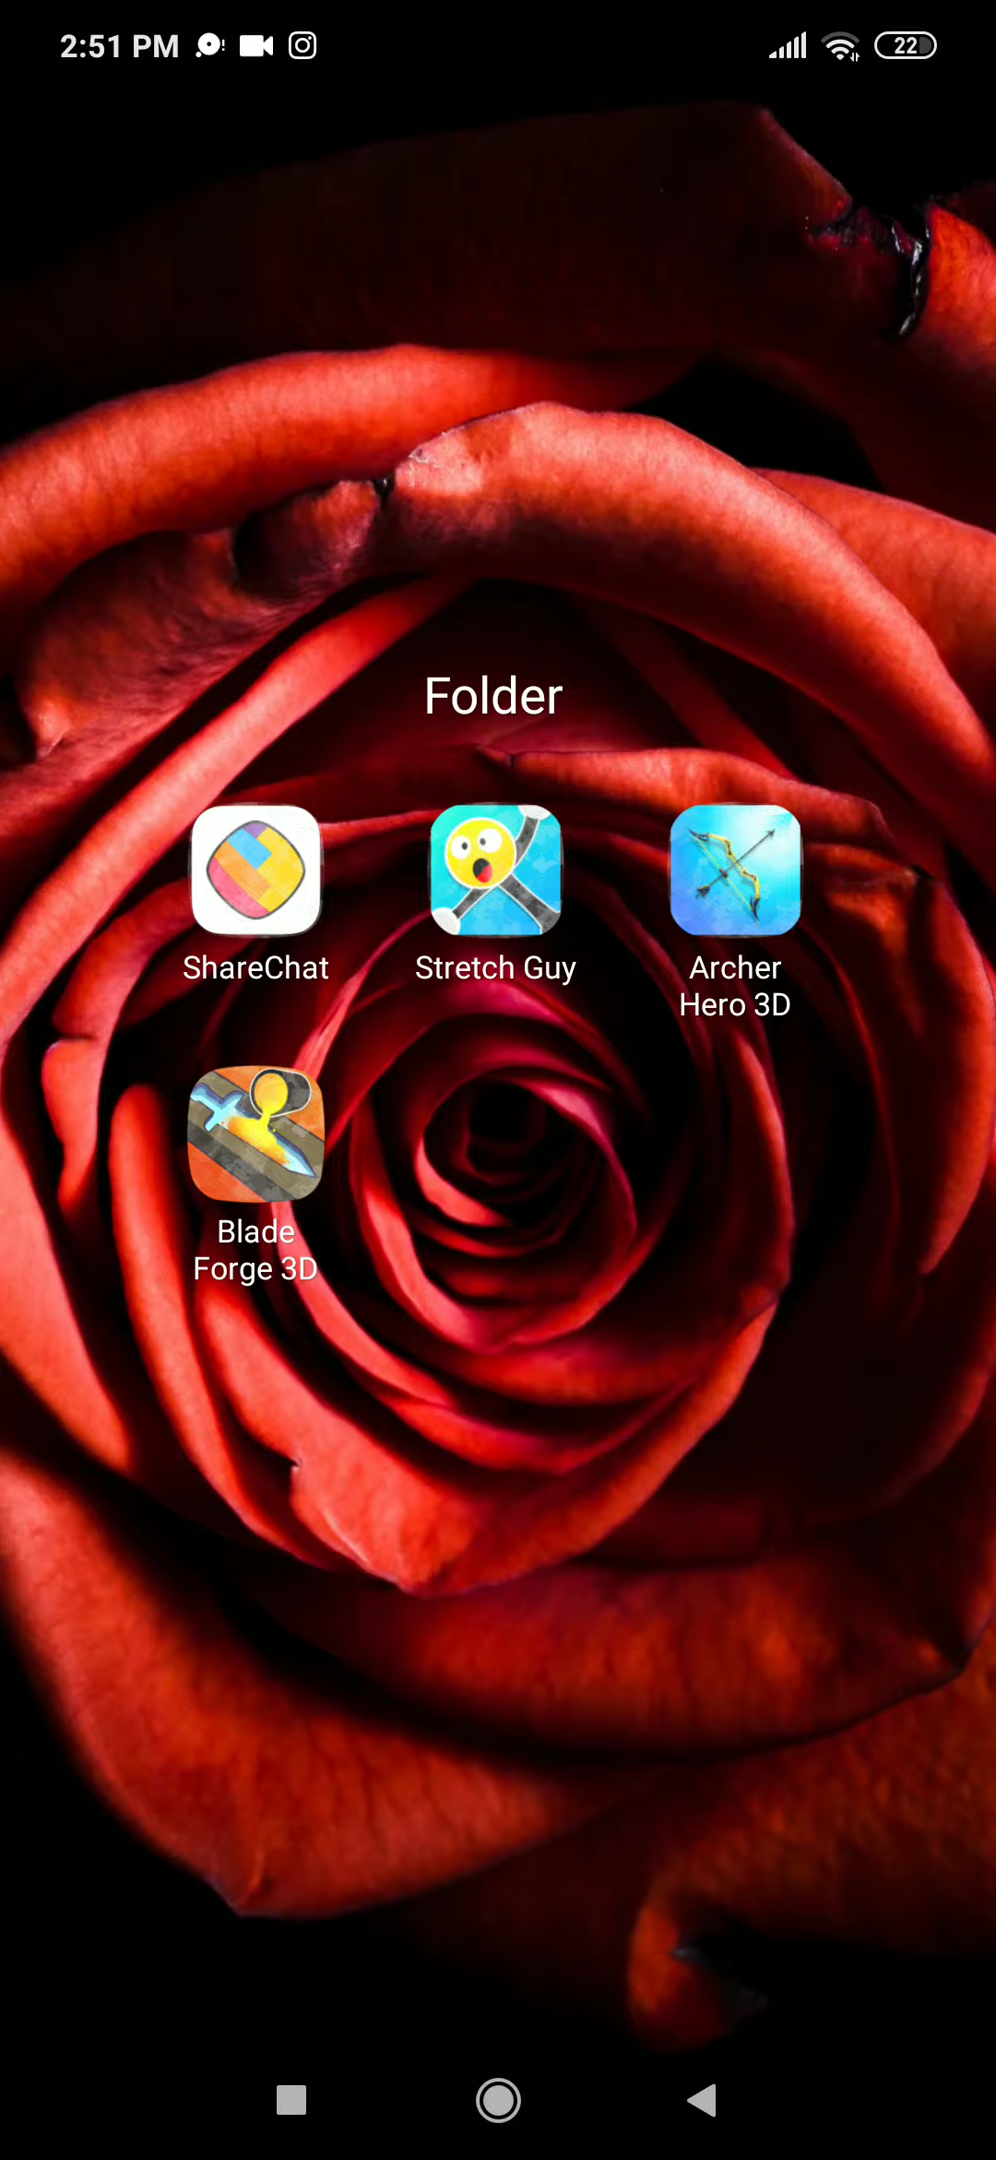 2:51 PM
22
Folder
ShareChat
Stretch Guy
Archer
Hero 3D
Blade
Forge 3D